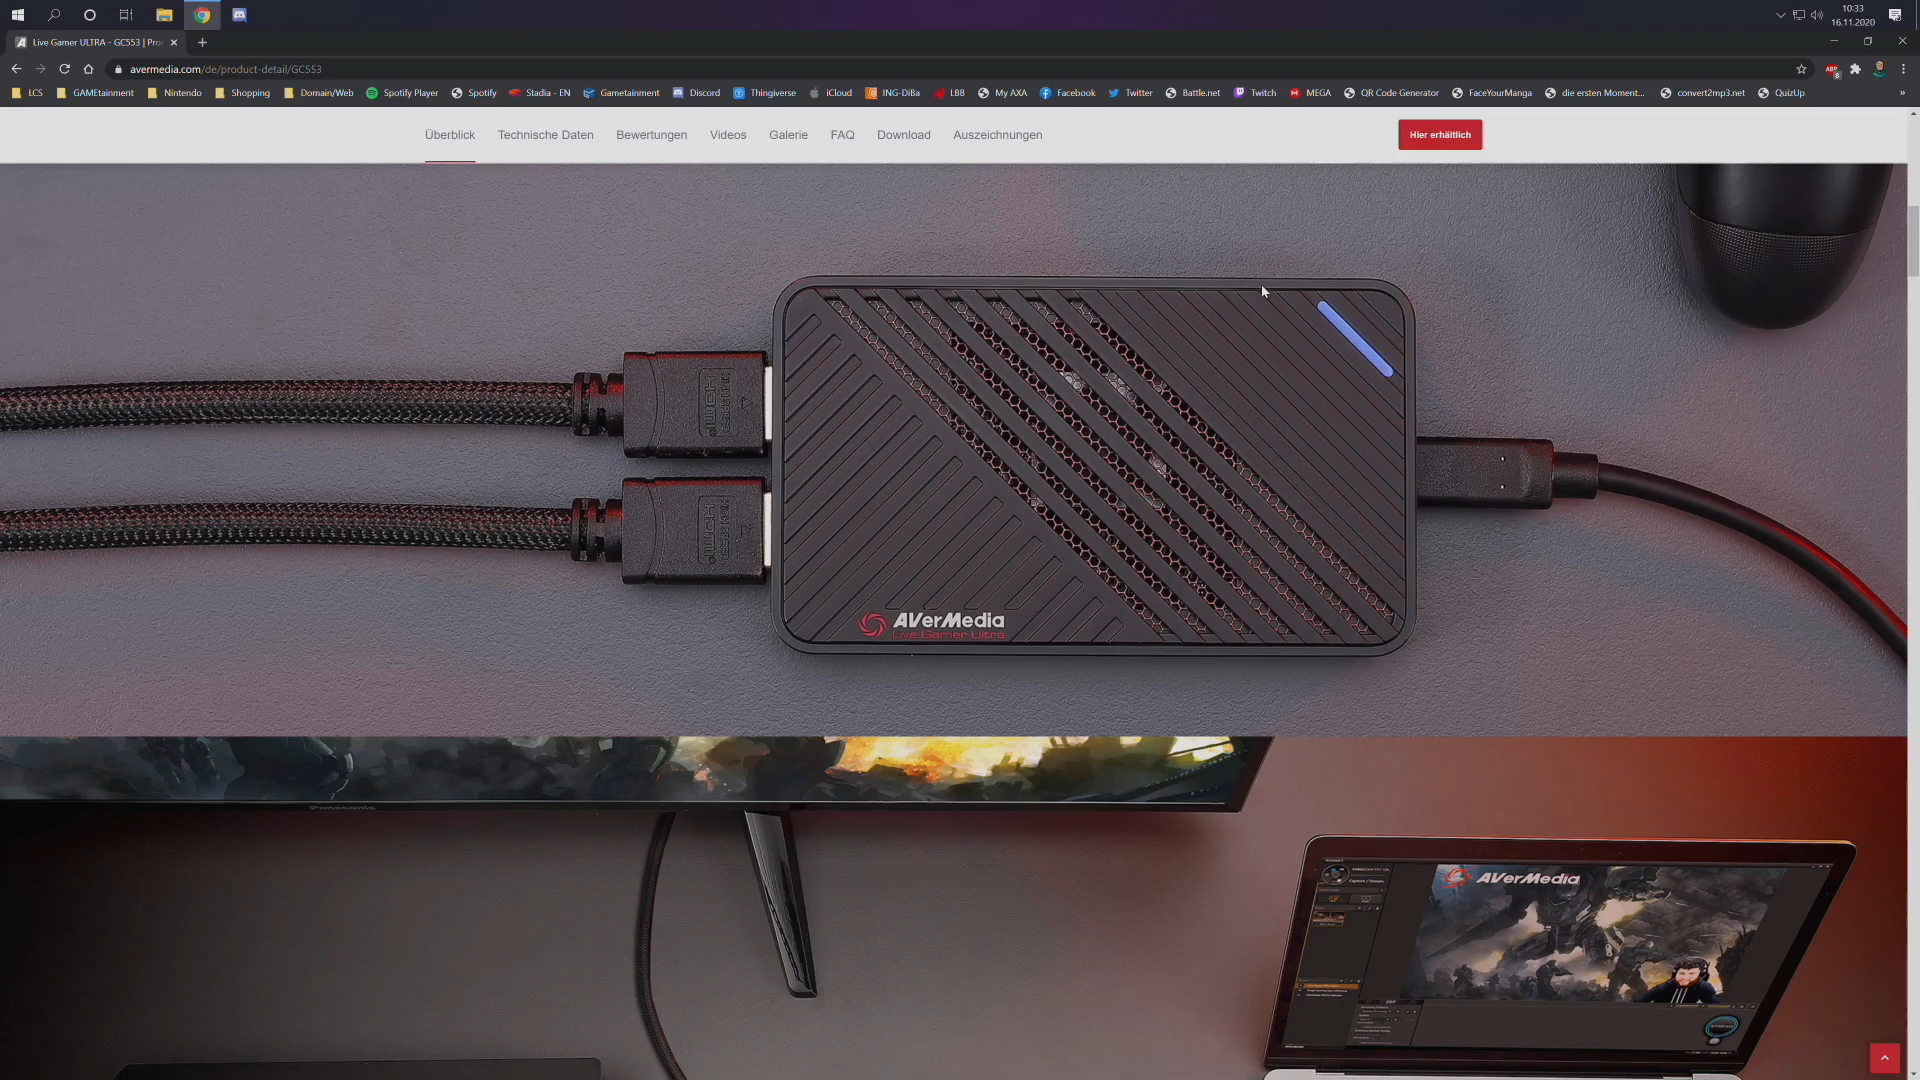 10:33
16.11.2020
Live Gamer ULTRA - GC553 | Pro
avermedia.com/de/product-detail/GC553
LCS GAMEtainment Nintendo Shopping Domain/Web Spotify Player Spotify Stadia - EN Gametainment Discord Thingiverse iCloud ING-DiBa LBB My AXA Facebook Twitter Battle.net Twitch MEGA QR Code Generator FaceYourManga die ersten Moment... convert2mp3.net QuizUp »
Überblick Technische Daten Bewertungen Videos Galerie FAQ Download Auszeichnungen Hier erhältlich
HDMI
HDMI
AVerMedia
Live Gamer Ultra
Panasonic
AVerMedia